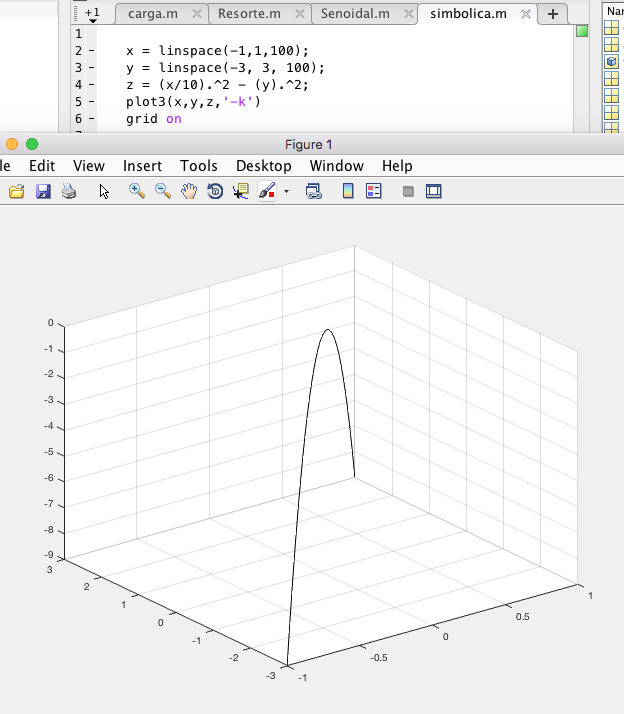 +1 carga.m Resorte.m Senoidal.m simbolica.m +
Nar
1
2 - x = linspace(-1,1,100);
3 - y = linspace(-3, 3, 100);
4 - z = (x/10).^2 - (y).^2;
5 - plot3(x,y,z,'-k')
6 - grid on
Figure 1
le Edit View Insert Tools Desktop Window Help
0
-1
-2
-3
-4
-5
-6
-7
-8
-9
3
2
1
0
-1
-2
-3
-1
-0.5
0
0.5
1